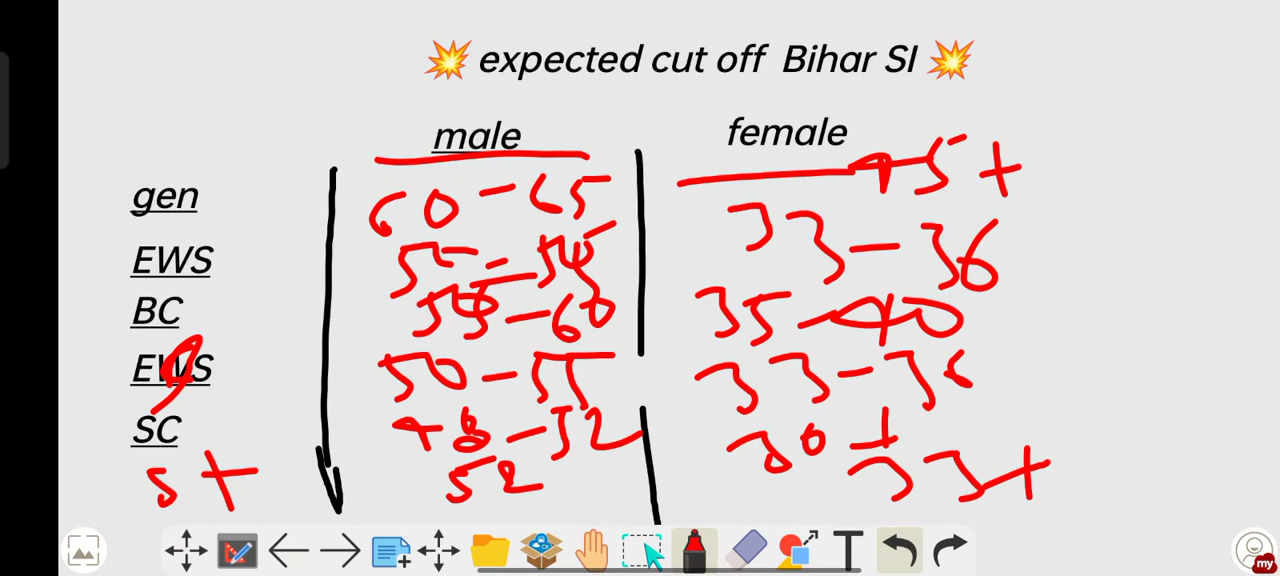 💥 expected cut off Bihar SI 💥
male female
45+
gen 60-65
EWS 33-36
BC 55-60 35-40
EWS 50-55 33-36
SC 48-52 30+
ST 52 33+
my